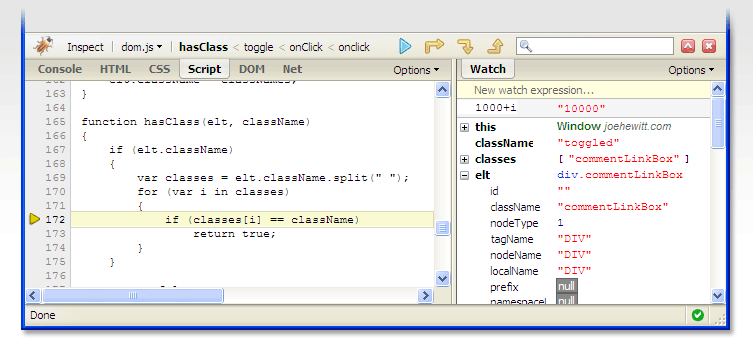 Inspect dom.js hasClass < toggle < onClick < onclick
Console HTML CSS Script DOM Net Options
163 }
164
165 function hasClass(elt, className)
166 {
167 if (elt.className)
168 {
169 var classes = elt.className.split(" ");
170 for (var i in classes)
171 {
172 if (classes[i] == className)
173 return true;
174 }
175 }
176
Watch Options
New watch expression...
1000+i "10000"
this Window joehewitt.com
className "toggled"
classes ["commentLinkBox"]
elt div.commentLinkBox
id ""
className "commentLinkBox"
nodeType 1
tagName "DIV"
nodeName "DIV"
localName "DIV"
prefix null
null
Done